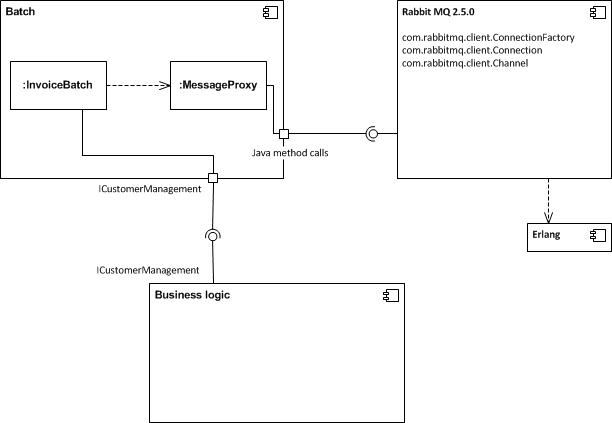 Batch
Rabbit MQ 2.5.0
com.rabbitmq.client.ConnectionFactory
com.rabbitmq.client.Connection
com.rabbitmq.client.Channel
:InvoiceBatch
:MessageProxy
Java method calls
ICustomerManagement
Erlang
ICustomerManagement
Business logic